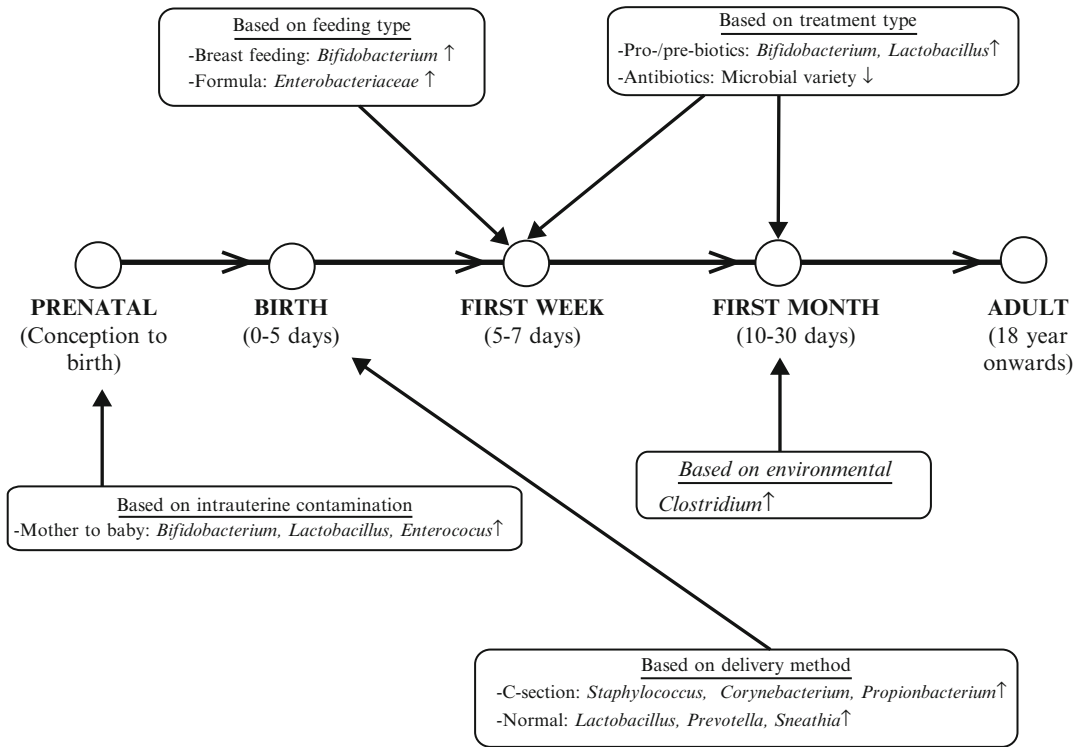 Based on feeding type
-Breast feeding: Bifidobacterium ↑
-Formula: Enterobacteriaceae ↑
Based on treatment type
-Pro-/pre-biotics: Bifidobacterium, Lactobacillus↑
-Antibiotics: Microbial variety ↓
PRENATAL
(Conception to
birth)
BIRTH
(0-5 days)
FIRST WEEK
(5-7 days)
FIRST MONTH
(10-30 days)
ADULT
(18 year
onwards)
Based on intrauterine contamination
-Mother to baby: Bifidobacterium, Lactobacillus, Enterococus↑
Based on environmental
Clostridium↑
Based on delivery method
-C-section: Staphylococcus, Corynebacterium, Propionbacterium↑
-Normal: Lactobacillus, Prevotella, Sneathia↑